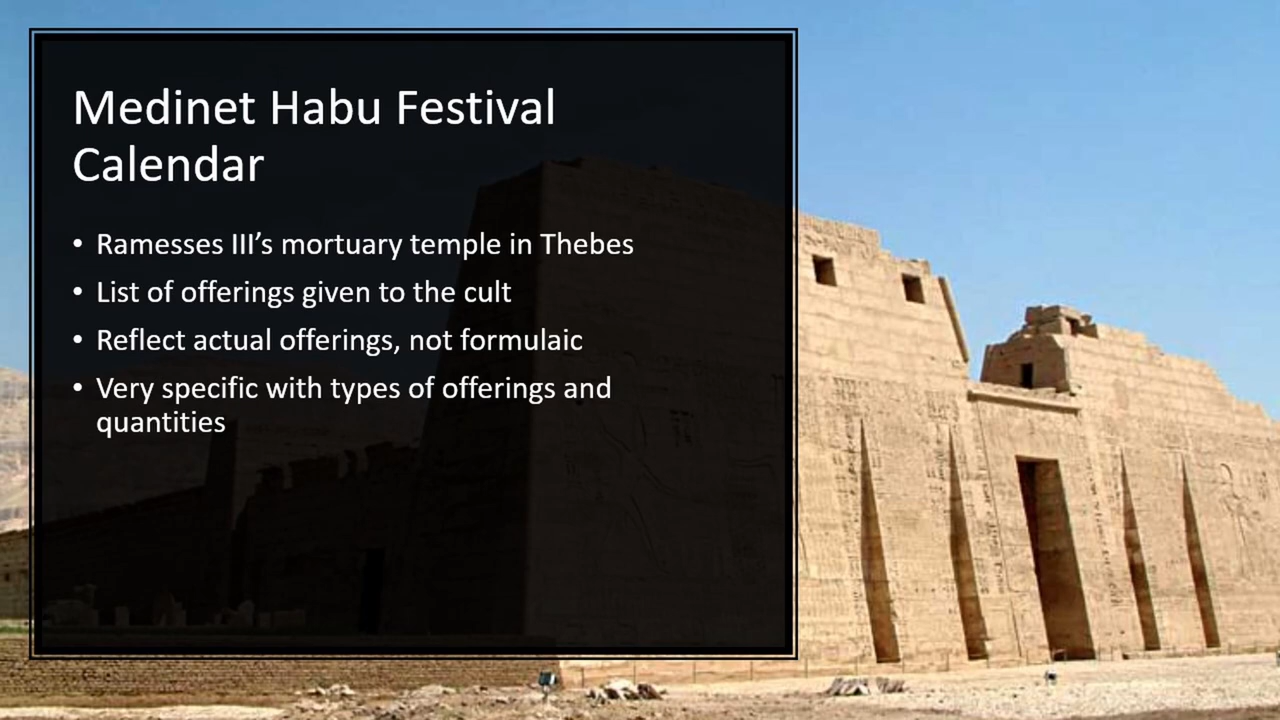 Medinet Habu Festival
Calendar
• Ramesses III’s mortuary temple in Thebes
• List of offerings given to the cult
• Reflect actual offerings, not formulaic
• Very specific with types of offerings and
quantities